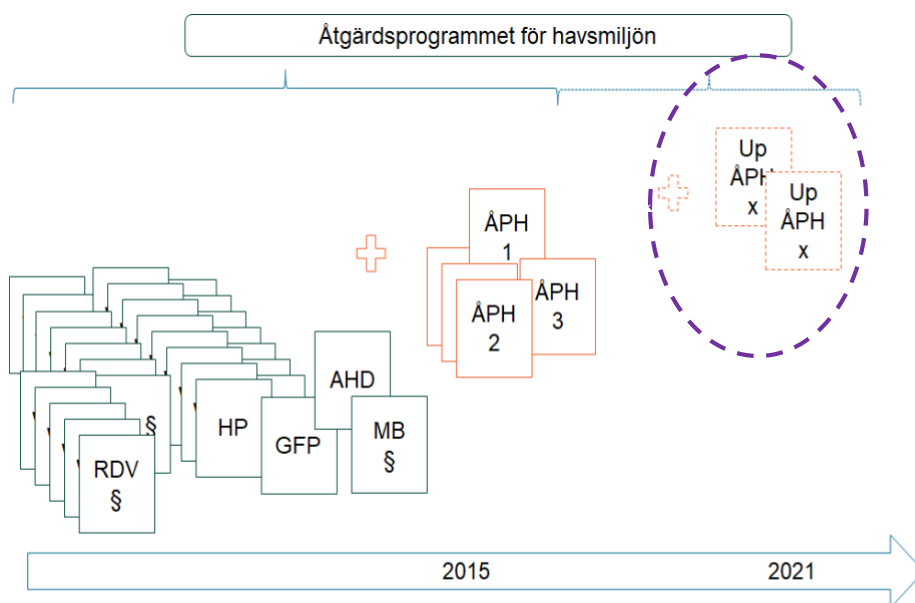 Åtgärdsprogrammet för havsmiljön
Up
ÅPH
x
Up
ÅPH
x
ÅPH
1
ÅPH
2
ÅPH
3
AHD
MB
§
HP
GFP
§
RDV
§
2015
2021